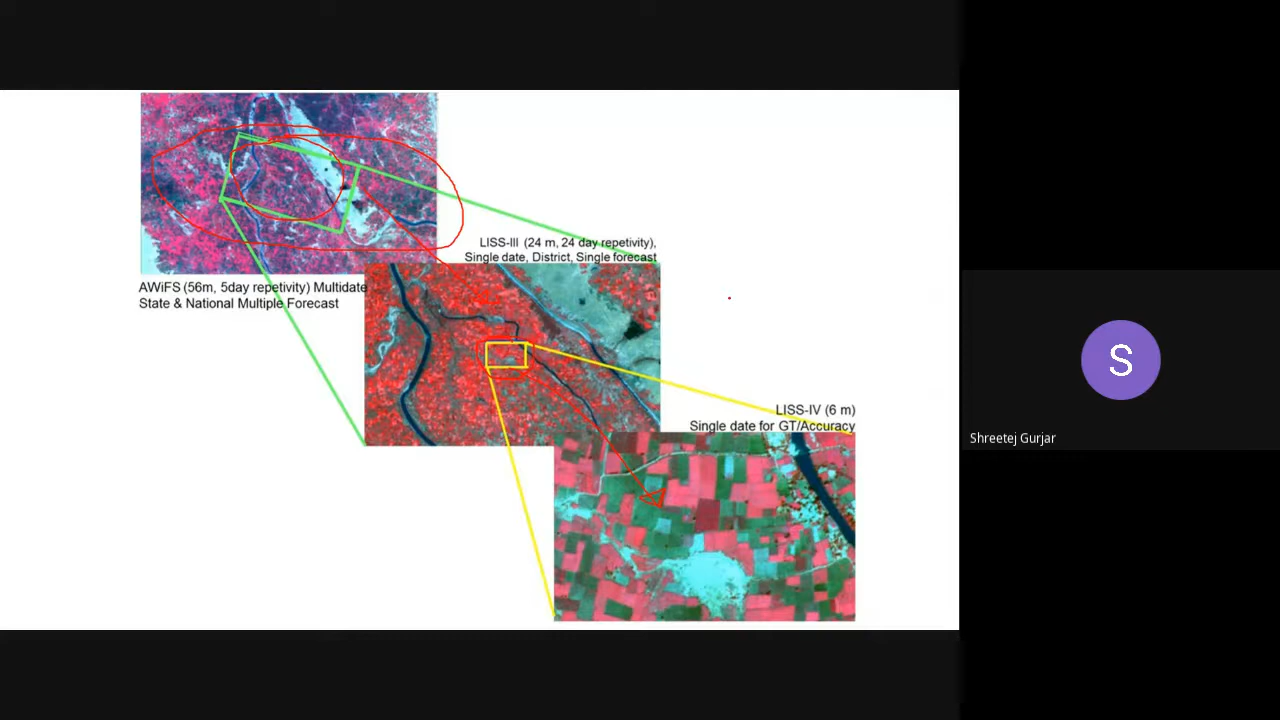 LISS-III (24 m, 24 day repetivity),
Single date, District, Single forecast
AWiFS (56m, 5day repetivity) Multidate
State & National Multiple Forecast
LISS-IV (6 m)
Single date for GT/Accuracy
S
Shreetej Gurjar